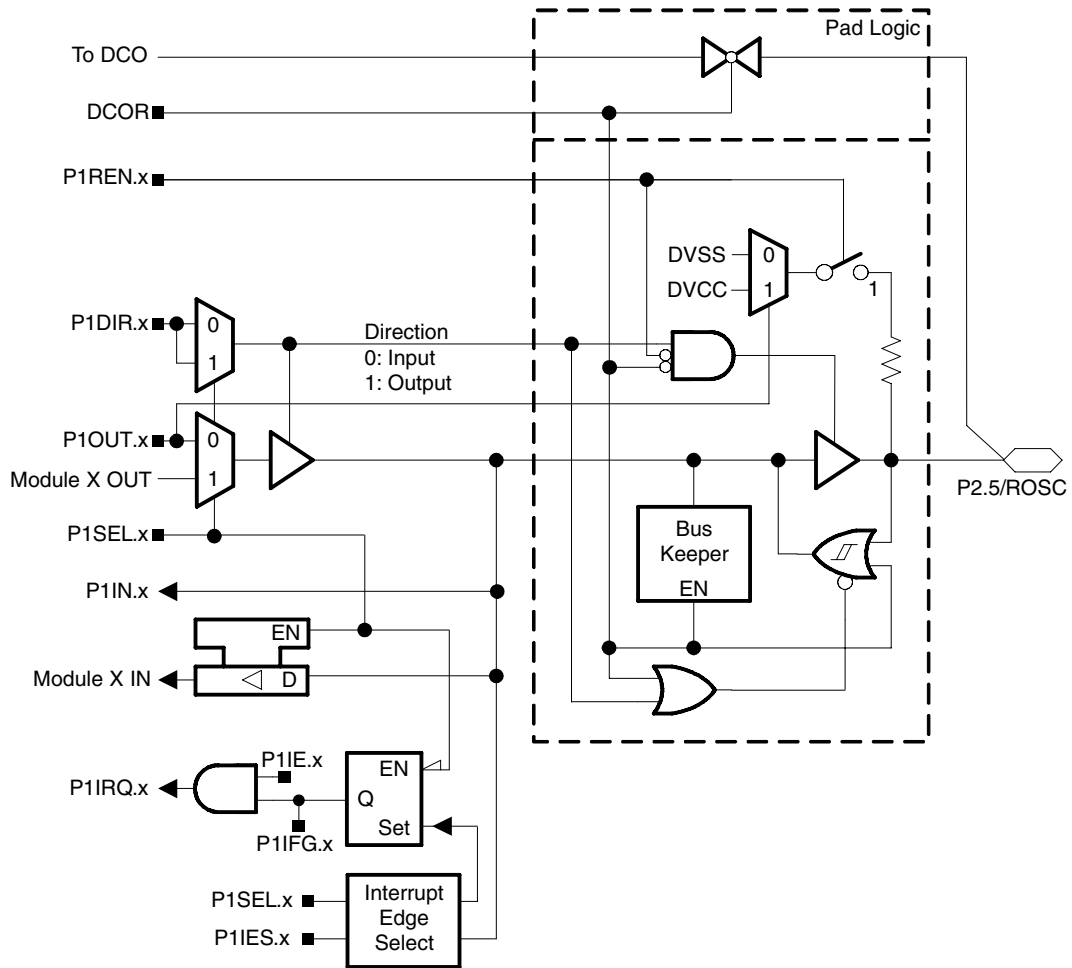 Pad Logic
To DCO
DCOR
P1REN.x
DVSS
0
DVCC
1
1
P1DIR.x
0
1
Direction
0: Input
1: Output
P1OUT.x
0
Module X OUT
1
P2.5/ROSC
P1SEL.x
Bus
Keeper
EN
P1IN.x
EN
Module X IN
D
P1IE.x
EN
P1IRQ.x
Q
Set
P1IFG.x
P1SEL.x
Interrupt
Edge
Select
P1IES.x